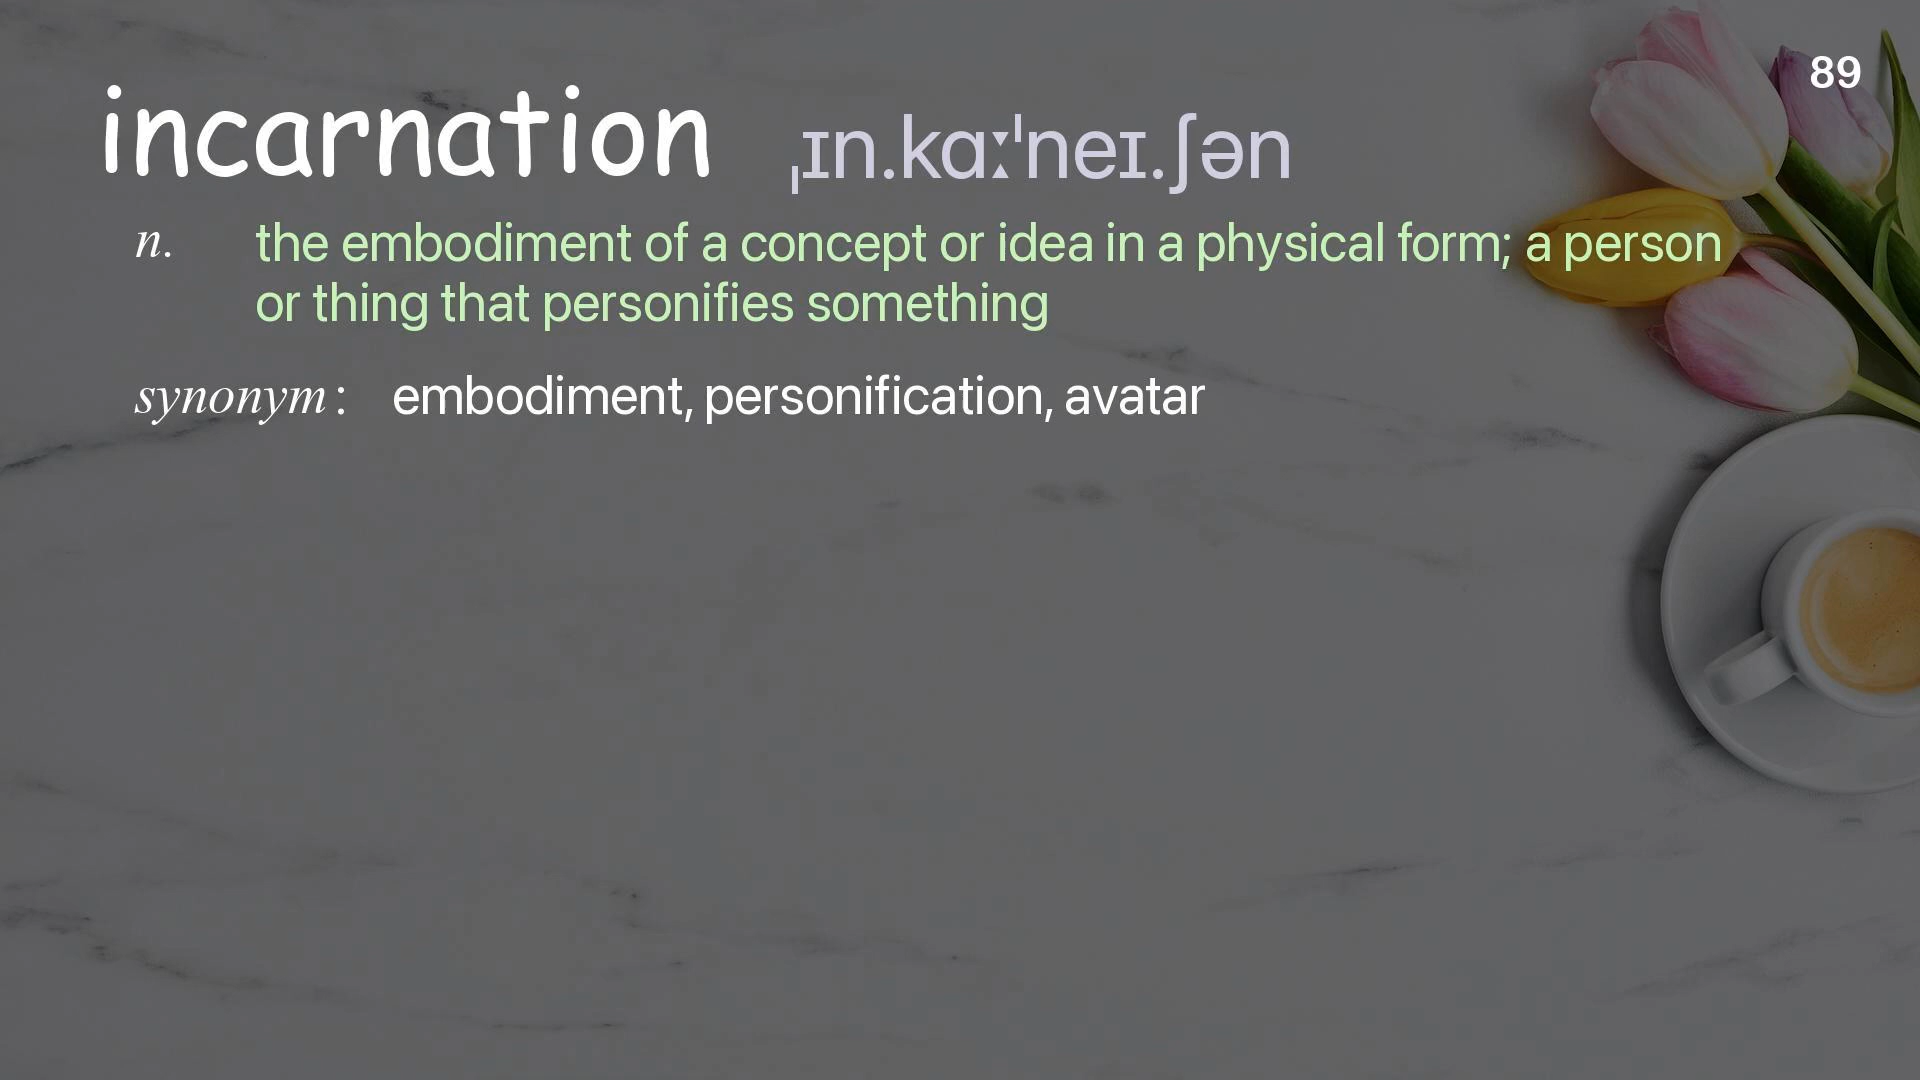 89
incarnation ˌɪn.kɑːˈneɪ.ʃən
n. the embodiment of a concept or idea in a physical form; a person
or thing that personifies something
synonym : embodiment, personification, avatar